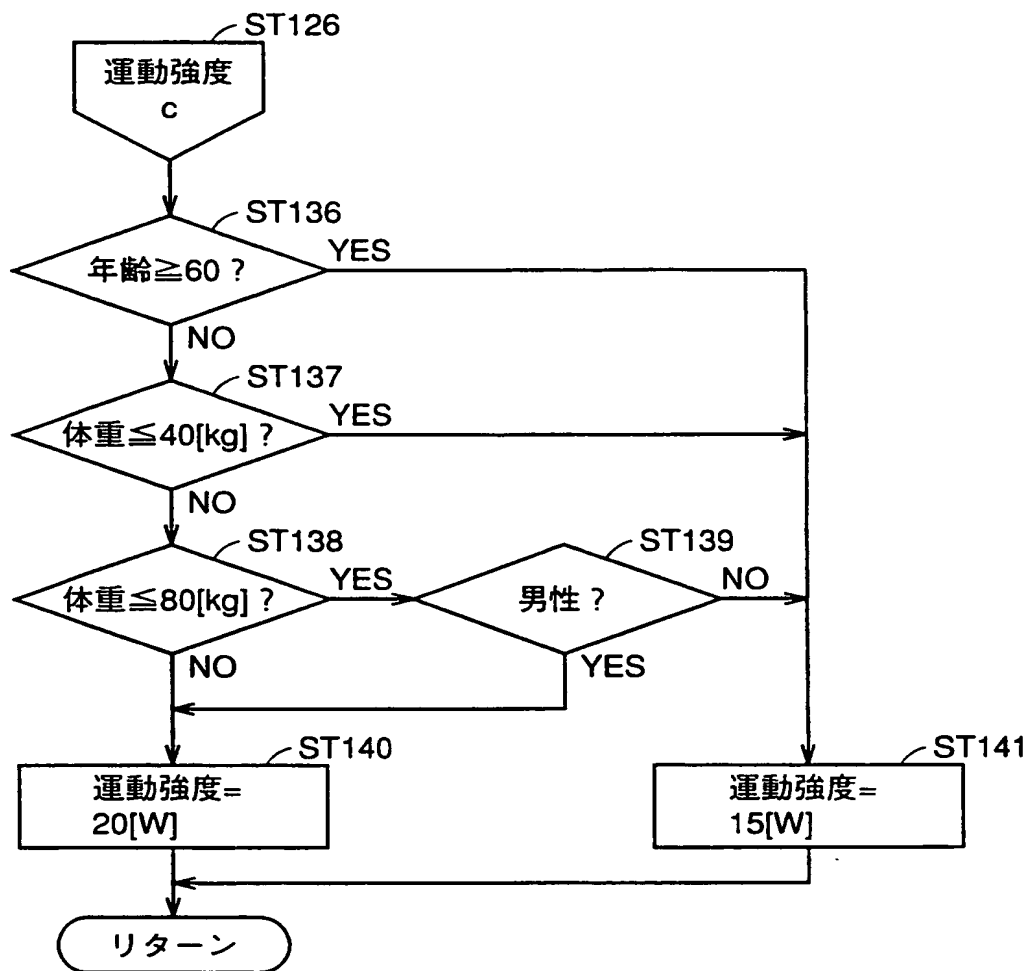 ST126
運動強度
c
ST136
年齢≧60?
YES
NO
ST137
体重≦40[kg]?
YES
NO
ST138
体重≦80[kg]?
YES
ST139
男性?
NO
NO
YES
ST140
運動強度=
20[W]
ST141
運動強度=
15[W]
リターン